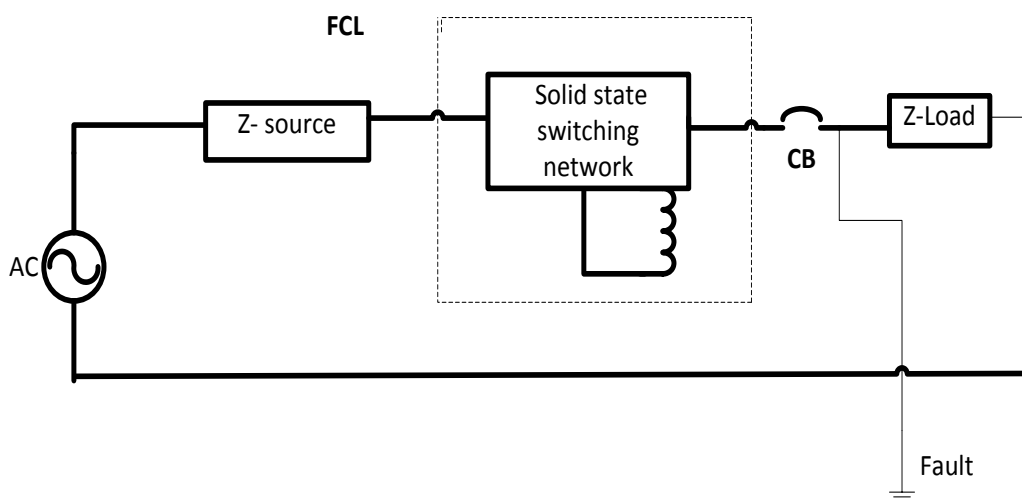 FCL
Z- source
Solid state
switching
network
Z-Load
CB
AC
Fault